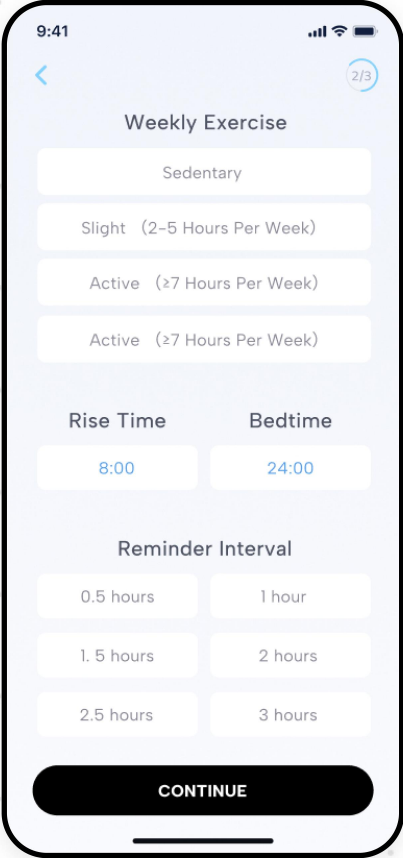 9:41
2/3
Weekly Exercise
Sedentary
Slight (2-5 Hours Per Week)
Active (≥7 Hours Per Week)
Active (≥7 Hours Per Week)
Rise Time Bedtime
8:00 24:00
Reminder Interval
0.5 hours 1 hour
1. 5 hours 2 hours
2.5 hours 3 hours
CONTINUE